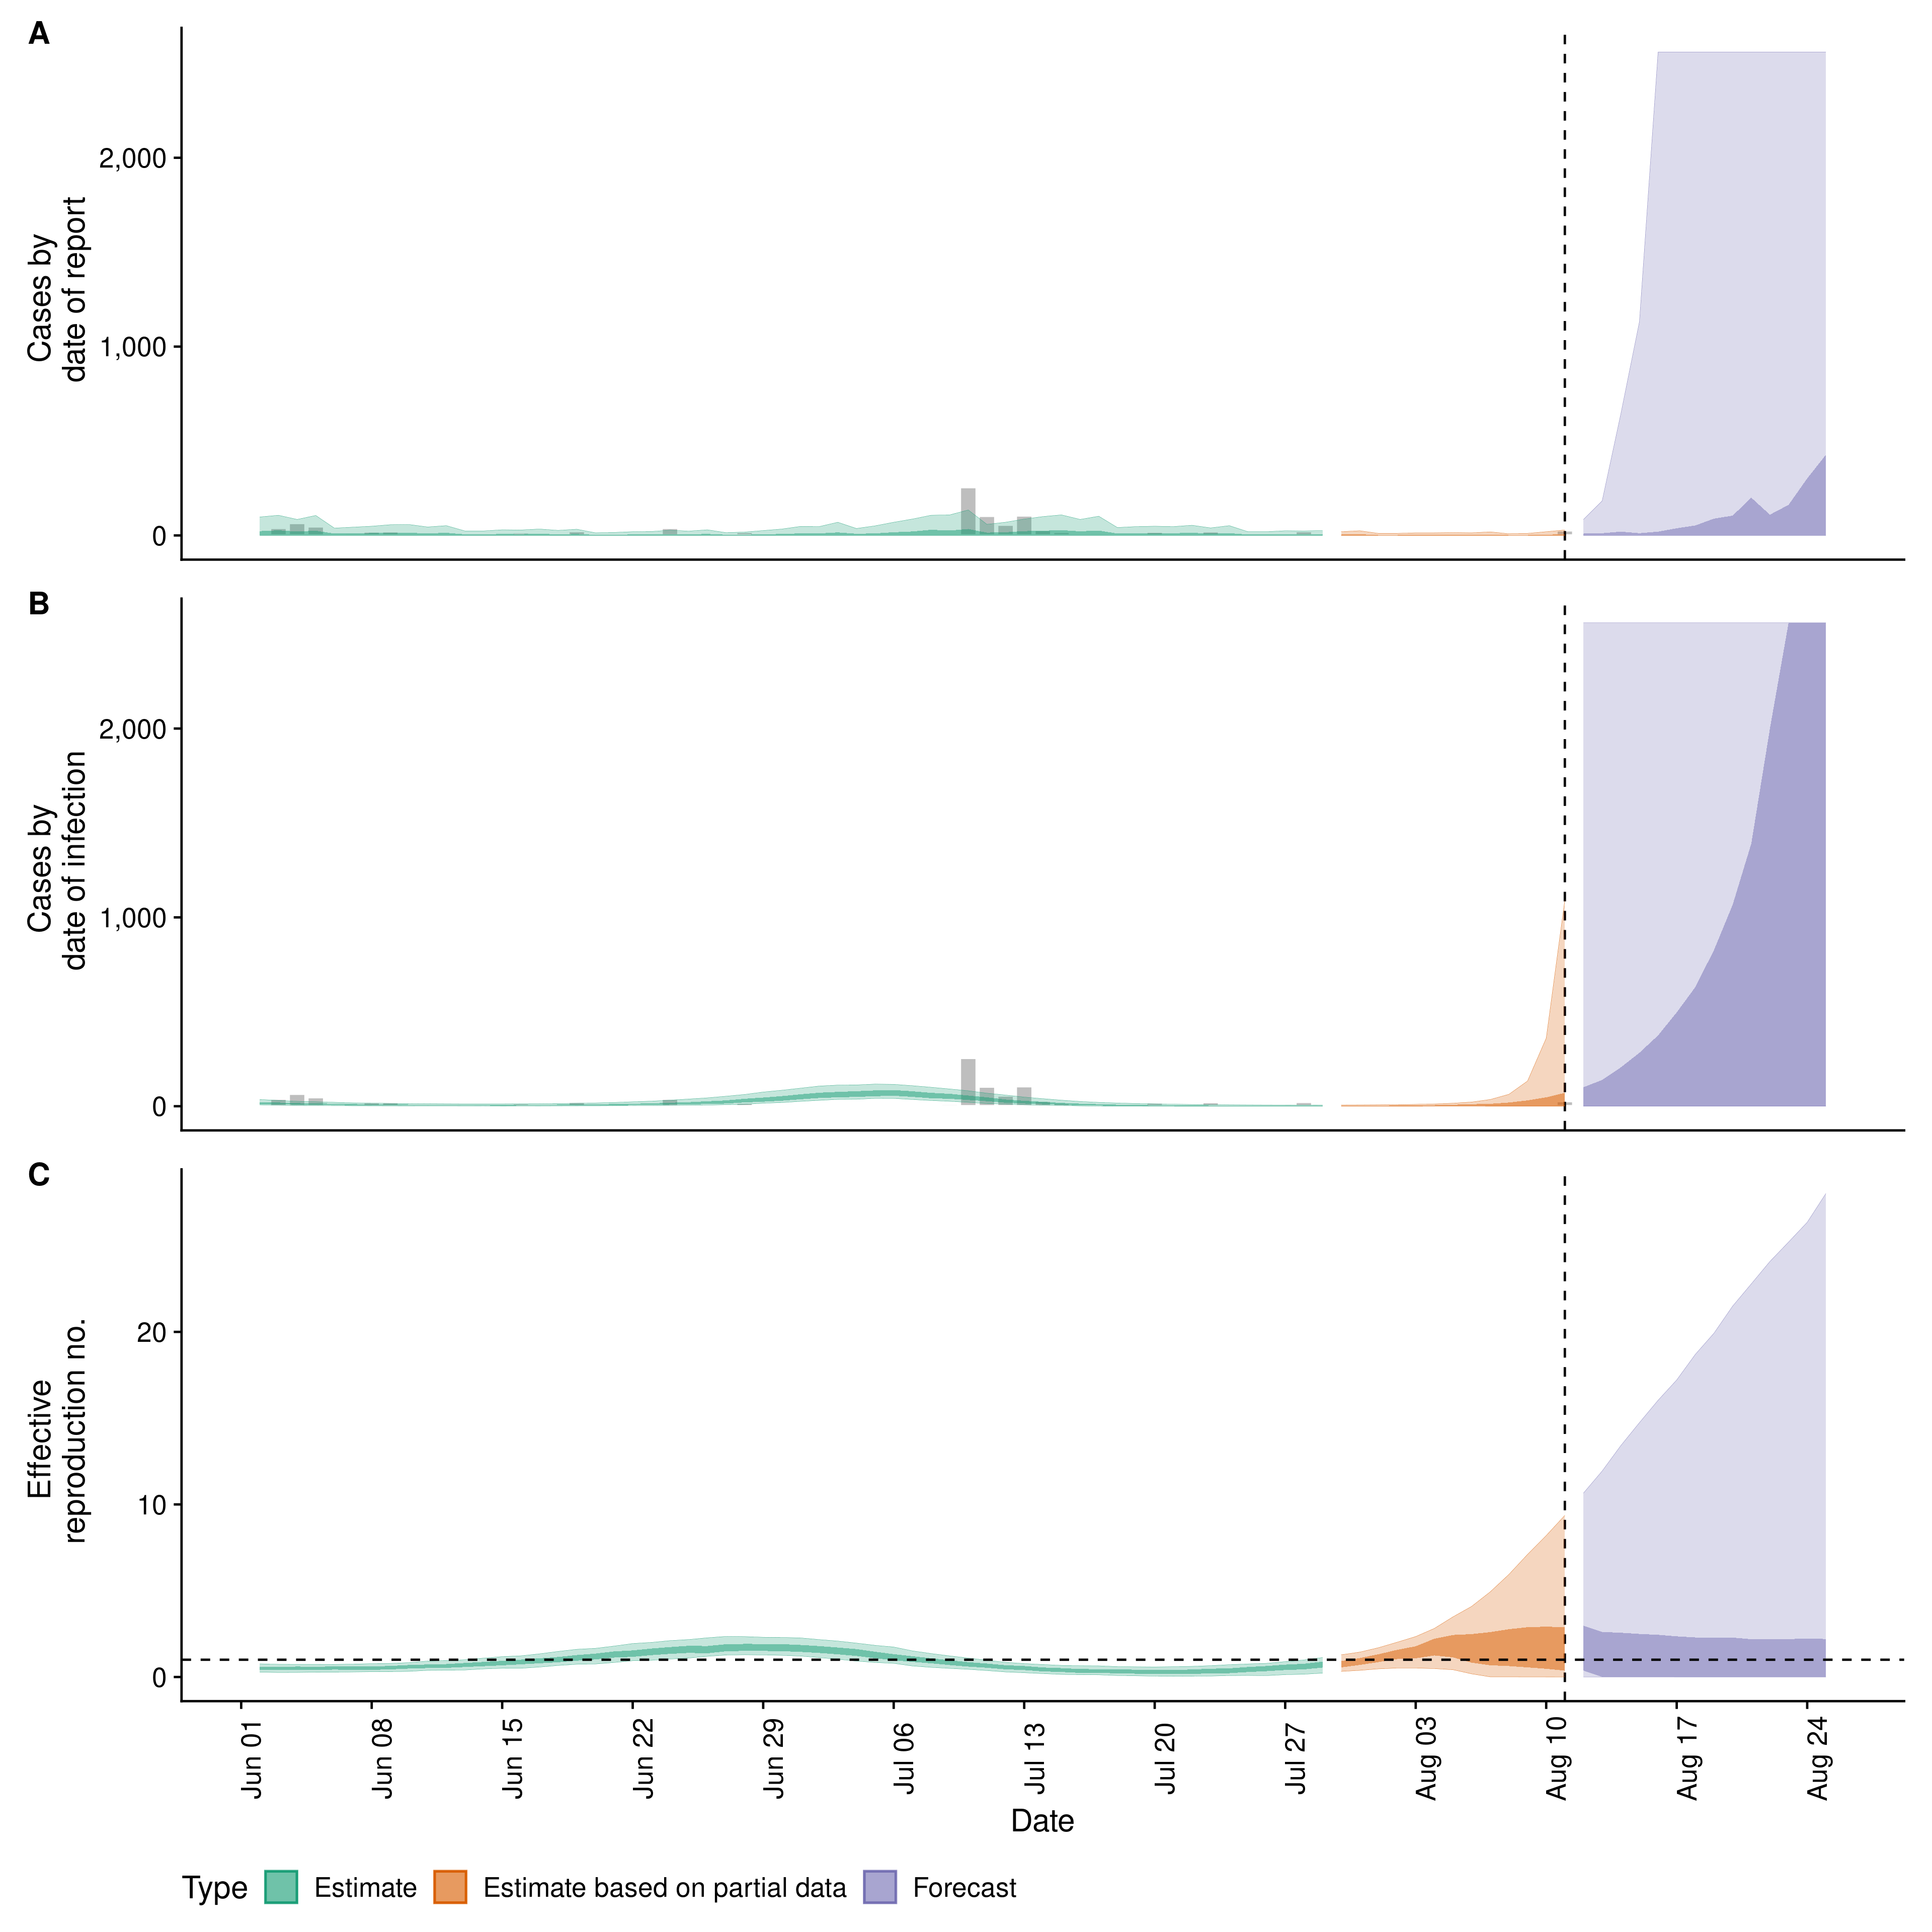 A
Cases by
date of report
2,000
1,000
0
B
Cases by
date of infection
2,000
1,000
0
C
Effective
reproduction no.
20
10
0
Jun 01
Jun 08
Jun 15
Jun 22
Jun 29
Jul 06
Jul 13
Jul 20
Jul 27
Aug 03
Aug 10
Aug 17
Aug 24
Date
Type Estimate Estimate based on partial data Forecast